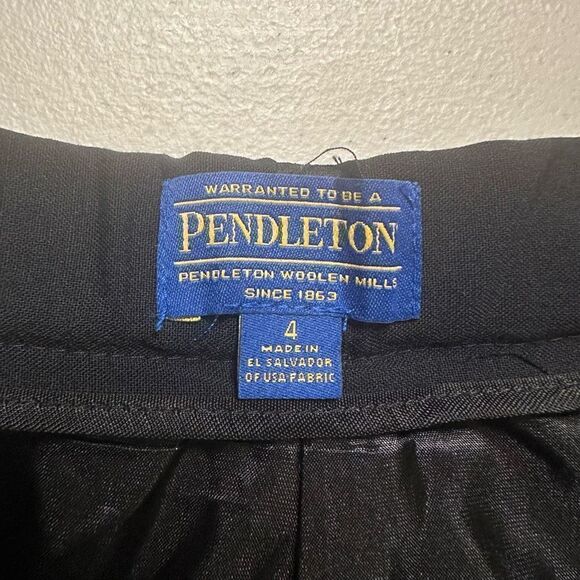 WARRANTED TO BE A
PENDLETON
PENDLETON WOOLEN MILLS
SINCE 1863
4
MADE IN
EL SALVADOR
OF USA FABRIC